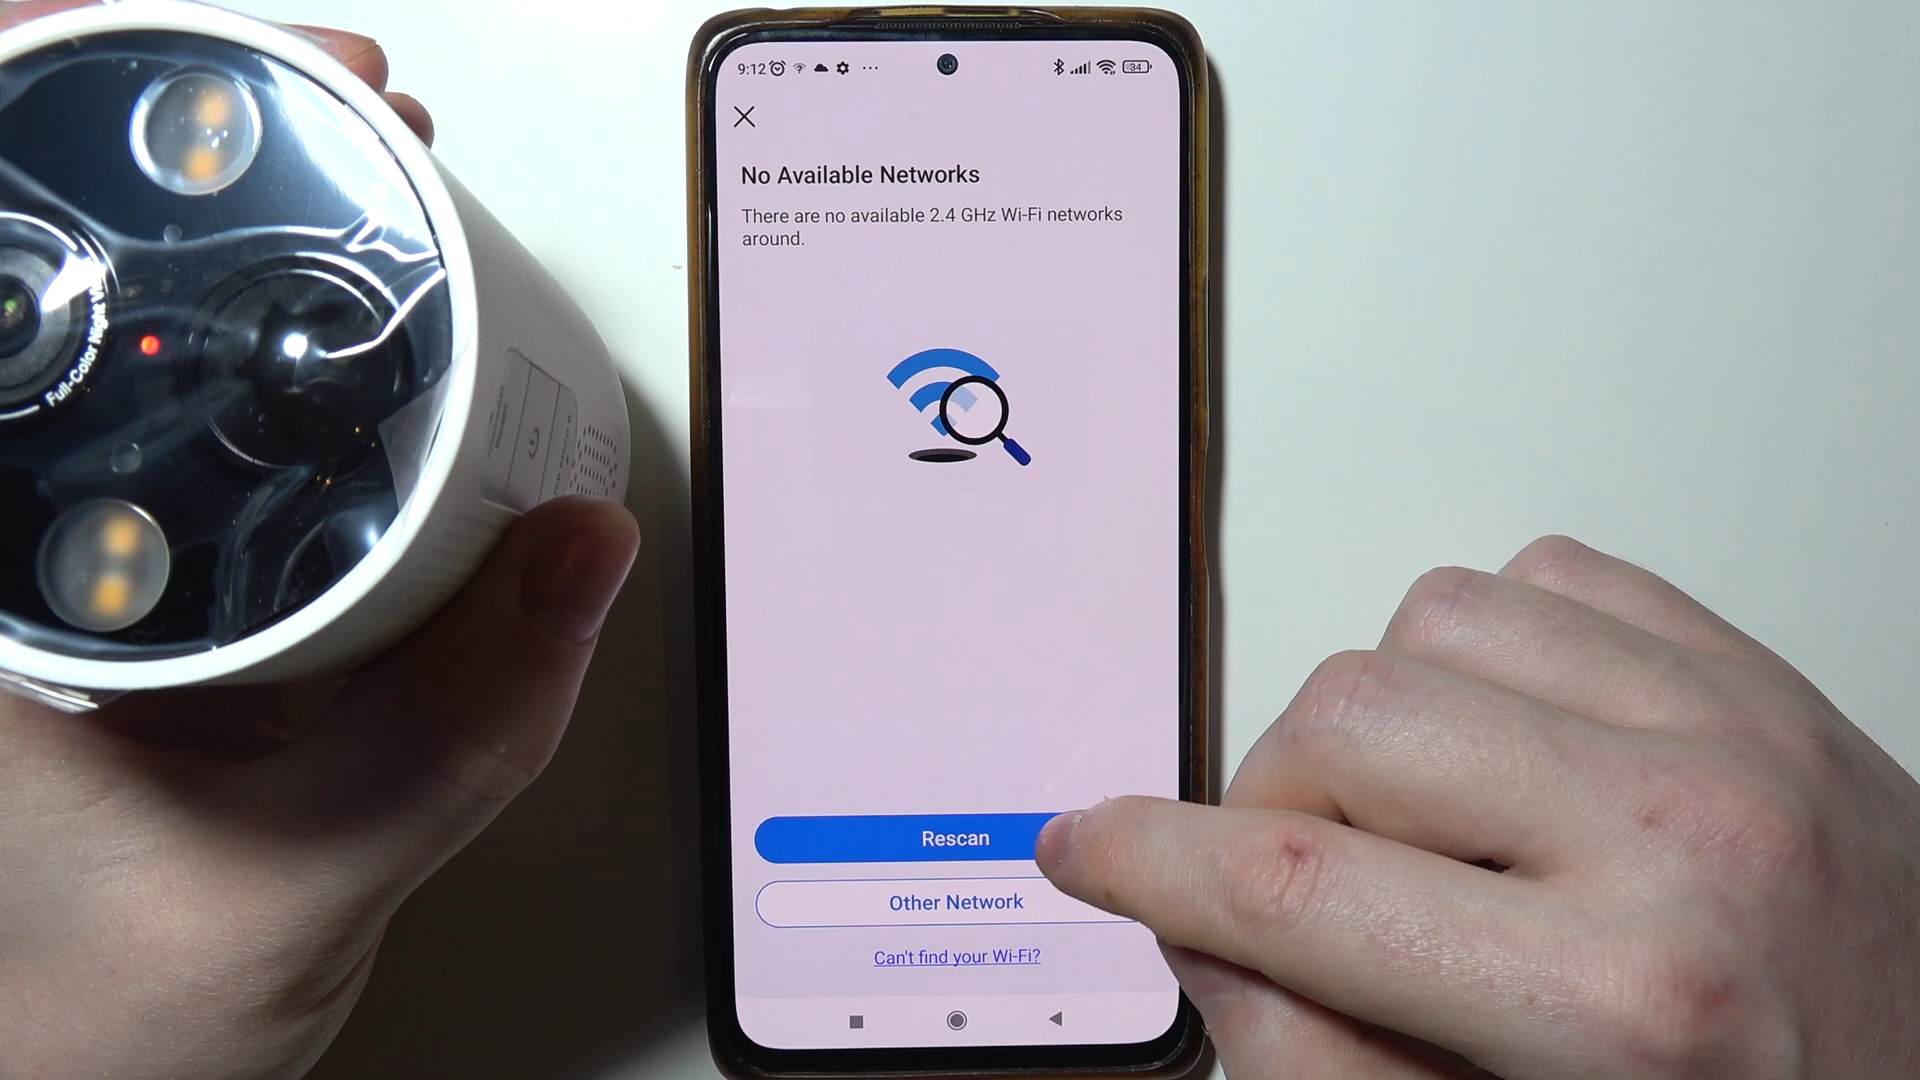 9:12
34
No Available Networks
There are no available 2.4 GHz Wi-Fi networks
around.
Full-Color Night
Rescan
Other Network
Can't find your Wi-Fi?